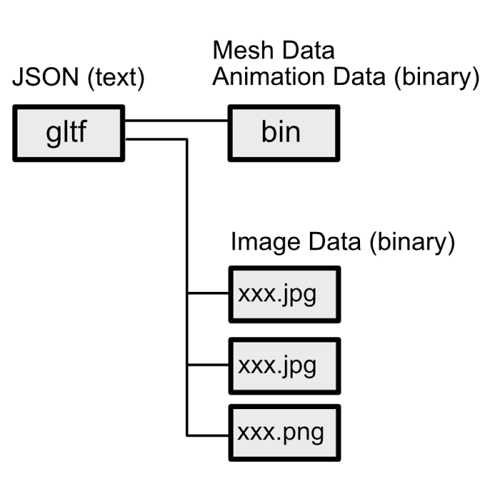 Mesh Data
JSON (text)
Animation Data (binary)
gltf
bin
Image Data (binary)
xxx.jpg
xxx.jpg
xxx.png